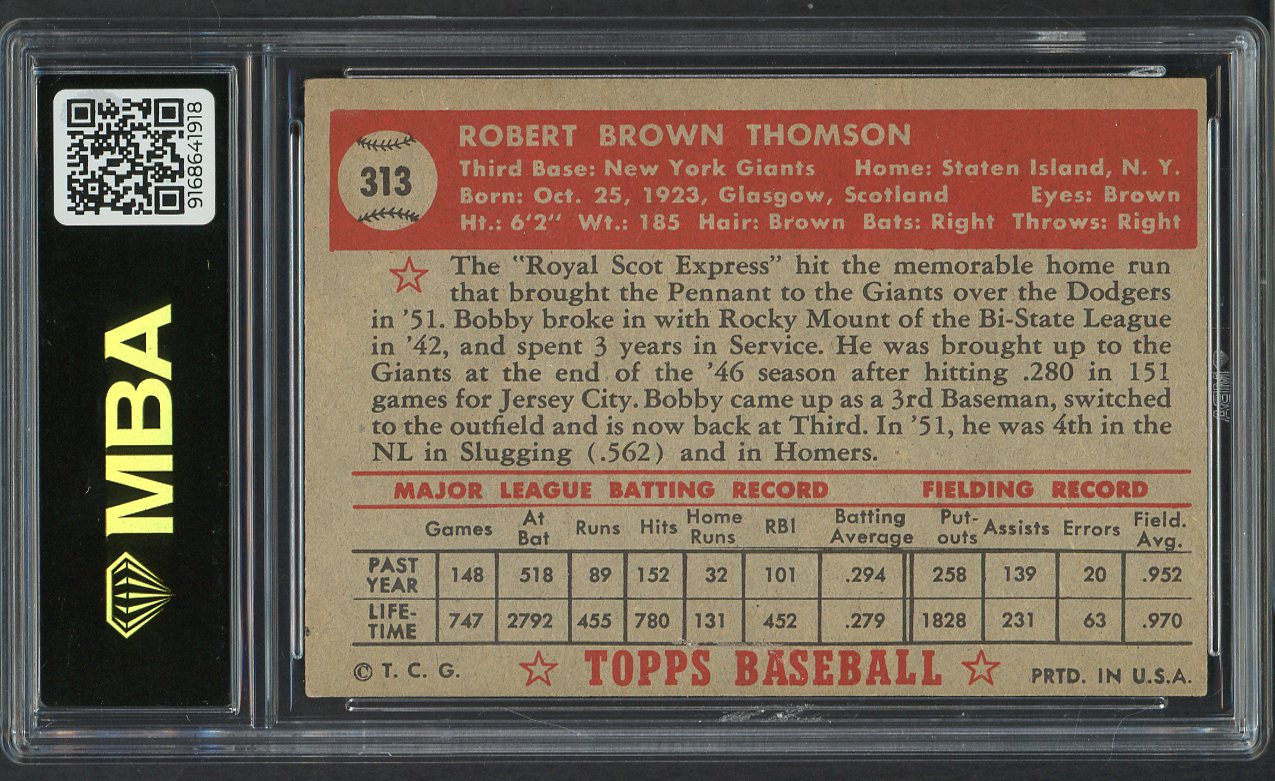 9168641918
MBA
313
ROBERT BROWN THOMSON
Third Base: New York Giants Home: Staten Island, N. Y.
Born: Oct. 25, 1923, Glasgow, Scotland Eyes: Brown
Ht.: 6'2" Wt.: 185 Hair: Brown Bats: Right Throws: Right
The "Royal Scot Express" hit the memorable home run
that brought the Pennant to the Giants over the Dodgers
in '51. Bobby broke in with Rocky Mount of the Bi-State League
in '42, and spent 3 years in Service. He was brought up to the
Giants at the end of the '46 season after hitting .280 in 151
games for Jersey City. Bobby came up as a 3rd Baseman, switched
to the outfield and is now back at Third. In '51, he was 4th in the
NL in Slugging (.562) and in Homers.
MAJOR LEAGUE BATTING RECORD FIELDING RECORD
Games At Bat Runs Hits Home Runs RBI Batting Average Put-outs Assists Errors Field. Avg.
PAST YEAR 148 518 89 152 32 101 .294 258 139 20 .952
LIFE-TIME 747 2792 455 780 131 452 .279 1828 231 63 .970
© T. C. G. TOPPS BASEBALL PRTD. IN U.S.A.